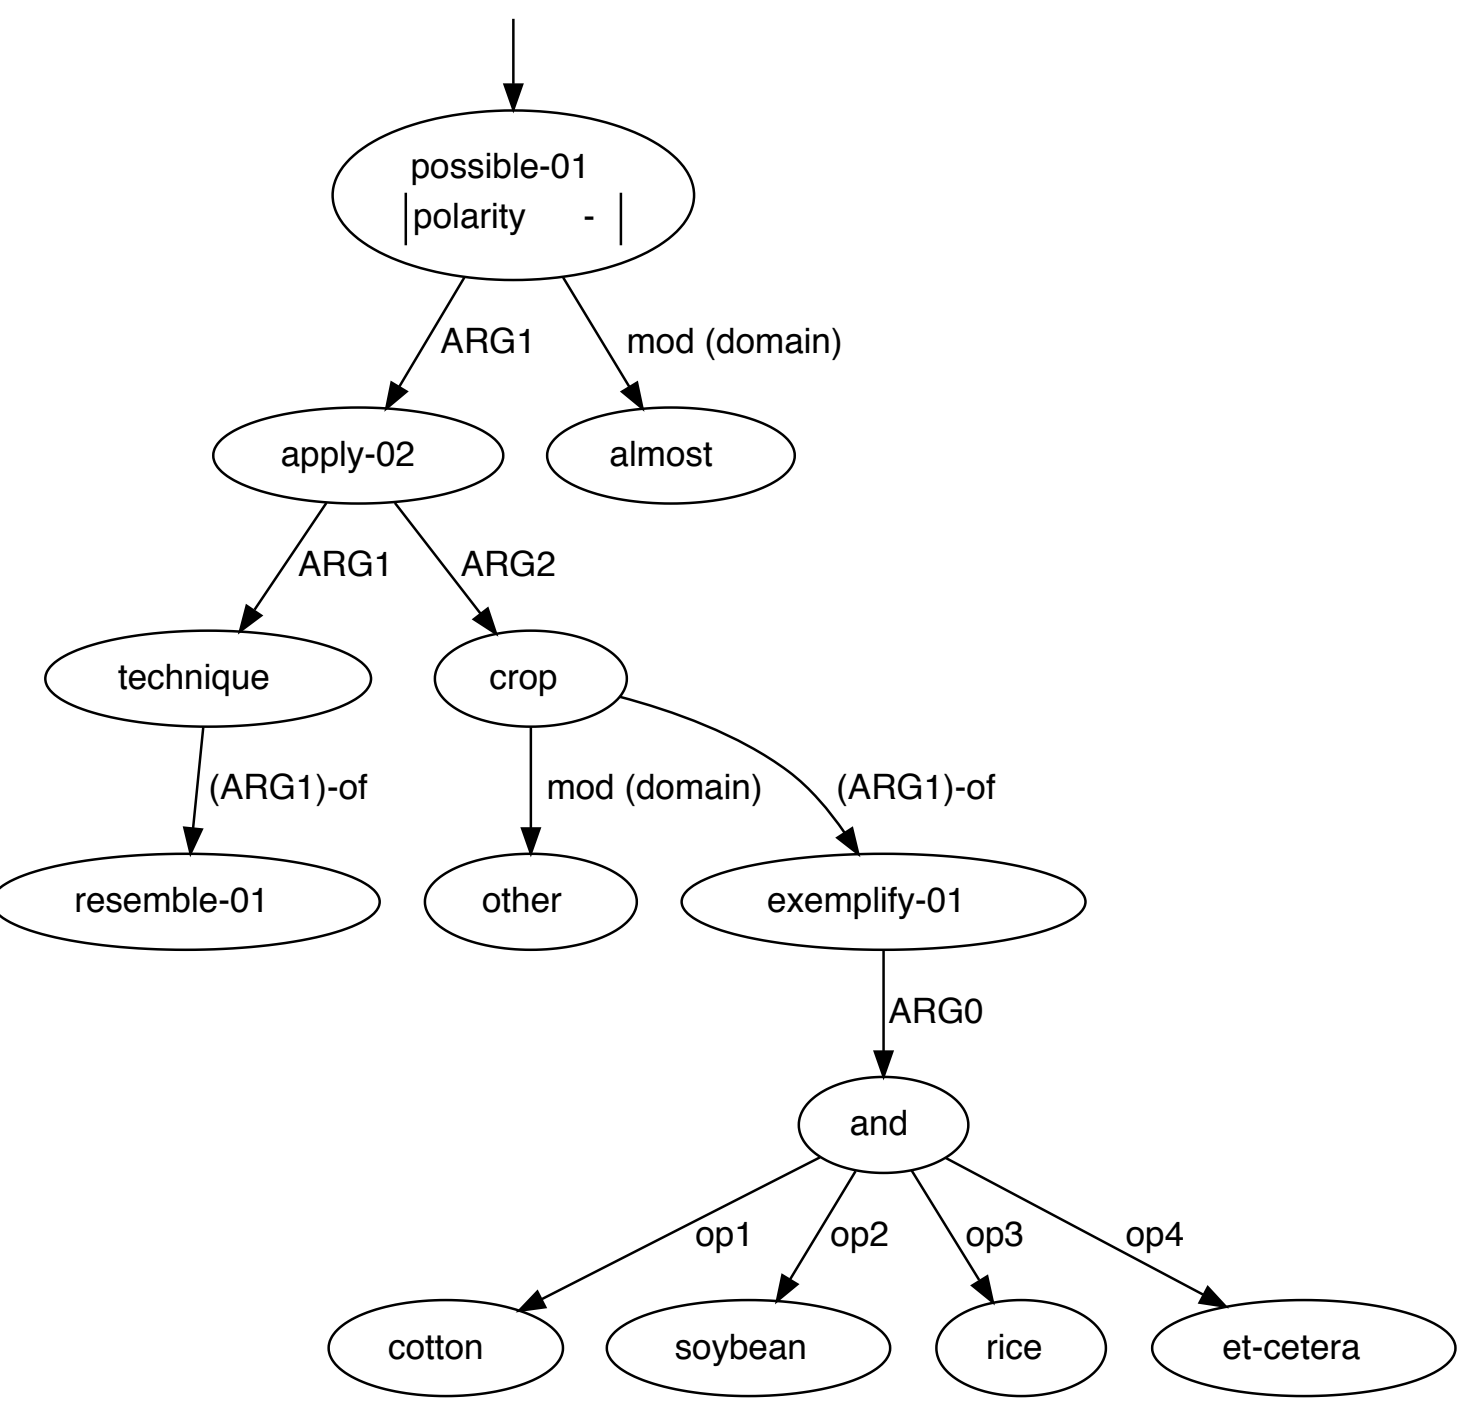 possible-01
|polarity - |
ARG1
mod (domain)
apply-02
almost
ARG1
ARG2
technique
crop
(ARG1)-of
mod (domain)
(ARG1)-of
resemble-01
other
exemplify-01
ARG0
and
op1
op2
op3
op4
cotton
soybean
rice
et-cetera